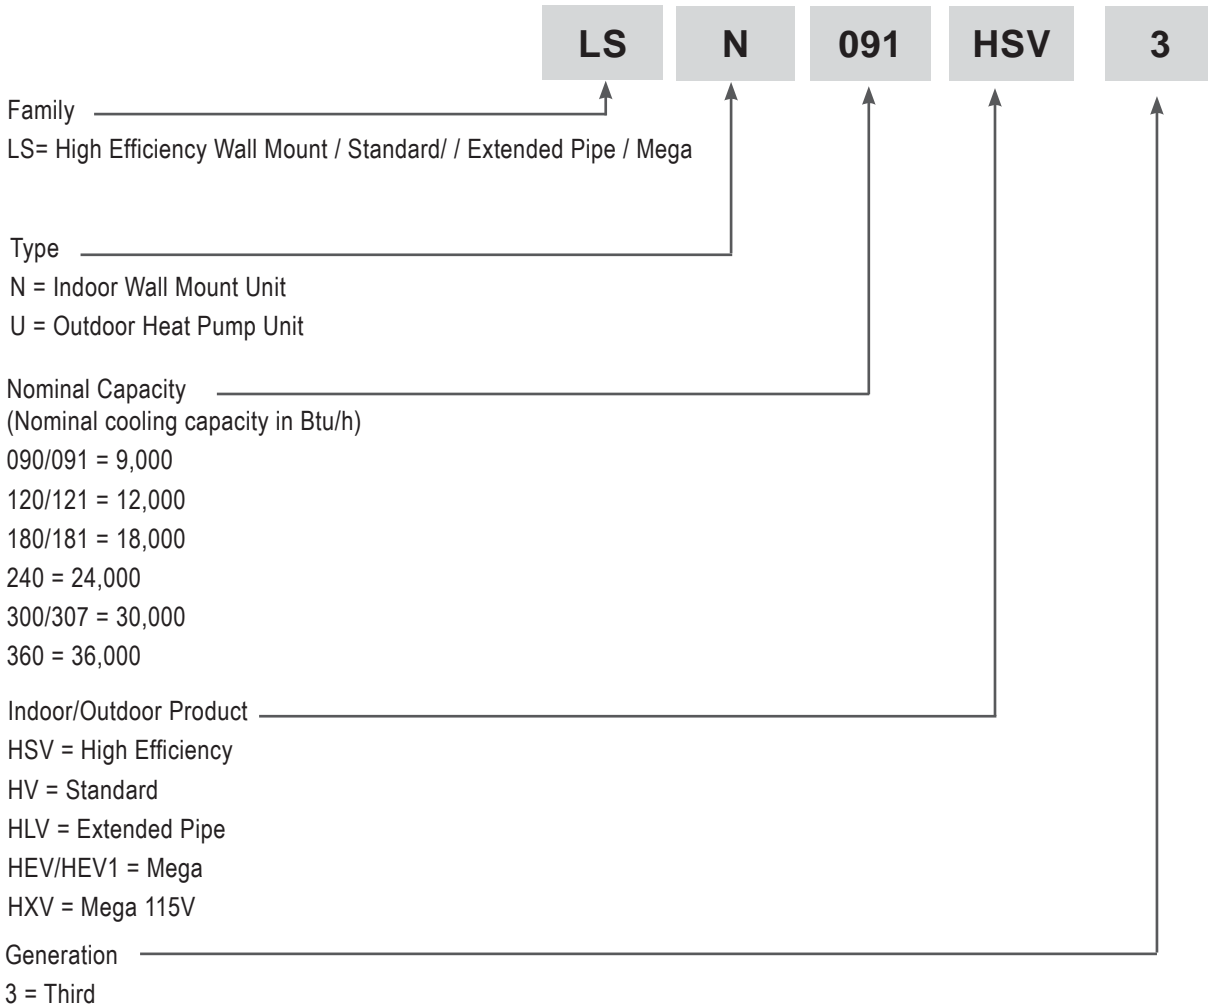 LS N 091 HSV 3
Family
LS= High Efficiency Wall Mount / Standard/ / Extended Pipe / Mega
Type
N = Indoor Wall Mount Unit
U = Outdoor Heat Pump Unit
Nominal Capacity
(Nominal cooling capacity in Btu/h)
090/091 = 9,000
120/121 = 12,000
180/181 = 18,000
240 = 24,000
300/307 = 30,000
360 = 36,000
Indoor/Outdoor Product
HSV = High Efficiency
HV = Standard
HLV = Extended Pipe
HEV/HEV1 = Mega
HXV = Mega 115V
Generation
3 = Third